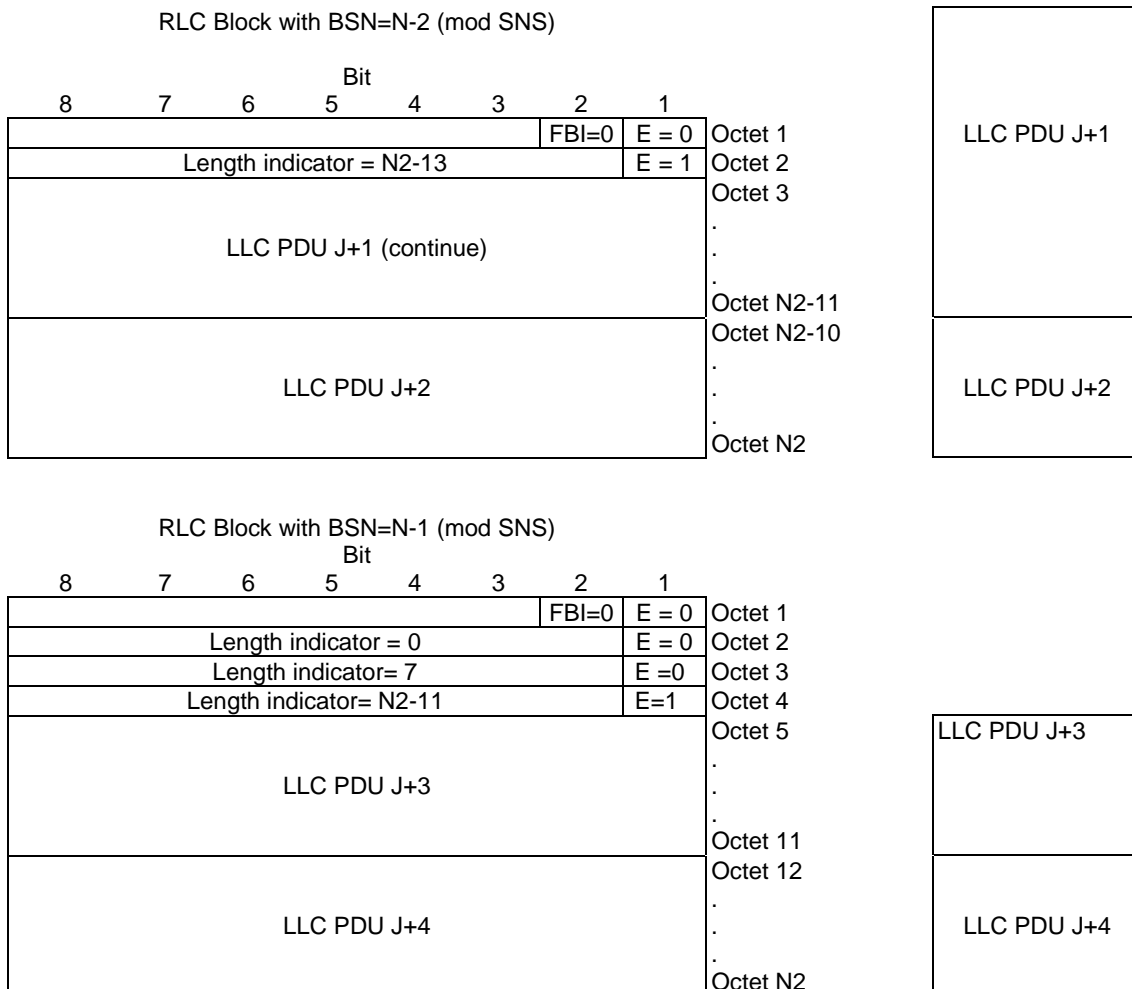 RLC Block with BSN=N-2 (mod SNS)
Bit
8 7 6 5 4 3 2 1
FBI=0 E = 0 Octet 1 LLC PDU J+1
Length indicator = N2-13 E = 1 Octet 2
Octet 3
.
LLC PDU J+1 (continue) .
.
Octet N2-11
Octet N2-10
.
LLC PDU J+2 . LLC PDU J+2
.
Octet N2
RLC Block with BSN=N-1 (mod SNS)
Bit
8 7 6 5 4 3 2 1
FBI=0 E = 0 Octet 1
Length indicator = 0 E = 0 Octet 2
Length indicator= 7 E =0 Octet 3
Length indicator= N2-11 E=1 Octet 4
Octet 5 LLC PDU J+3
.
LLC PDU J+3 .
.
Octet 11
Octet 12
.
LLC PDU J+4 . LLC PDU J+4
.
Octet N2